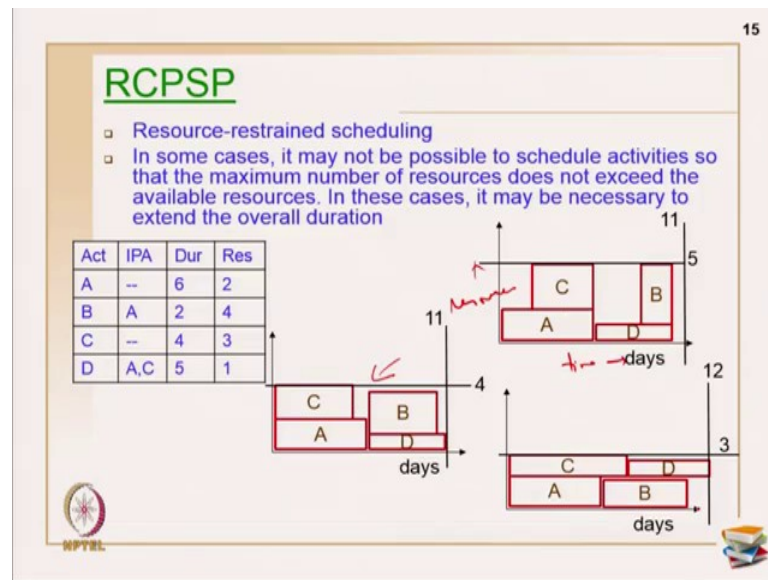 15
RCPSP
Resource-restrained scheduling
In some cases, it may not be possible to schedule activities so
that the maximum number of resources does not exceed the
available resources. In these cases, it may be necessary to
extend the overall duration
Act IPA Dur Res
A -- 6 2
B A 2 4
C -- 4 3
D A,C 5 1
11
5
resources
C
B
A
D
time
days
11
4
C
B
A
D
days
12
3
C
D
A
B
days
NPTEL